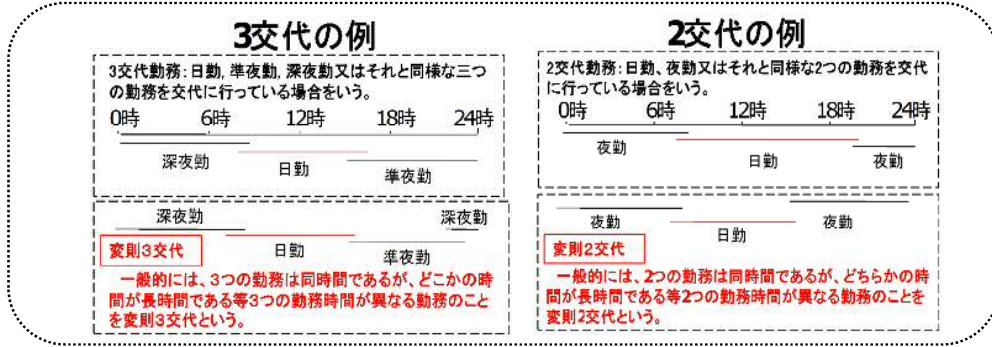 3交代の例
3交代勤務:日勤,準夜勤,深夜勤又はそれと同様な三つ
の勤務を交代に行っている場合をいう。
0時 6時 12時 18時 24時
深夜勤
日勤
準夜勤
深夜勤 深夜勤
変則3交代
日勤
準夜勤
一般的には、3つの勤務は同時間であるが、どこかの時
間が長時間である等3つの勤務時間が異なる勤務のこと
を変則3交代という。
2交代の例
2交代勤務:日勤、夜勤又はそれと同様な2つの勤務を交代
に行っている場合をいう。
0時 6時 12時 18時 24時
夜勤
日勤
夜勤
夜勤 夜勤
日勤
変則2交代
一般的には、2つの勤務は同時間であるが、どちらかの時
間が長時間である等2つの勤務時間が異なる勤務のことを
変則2交代という。